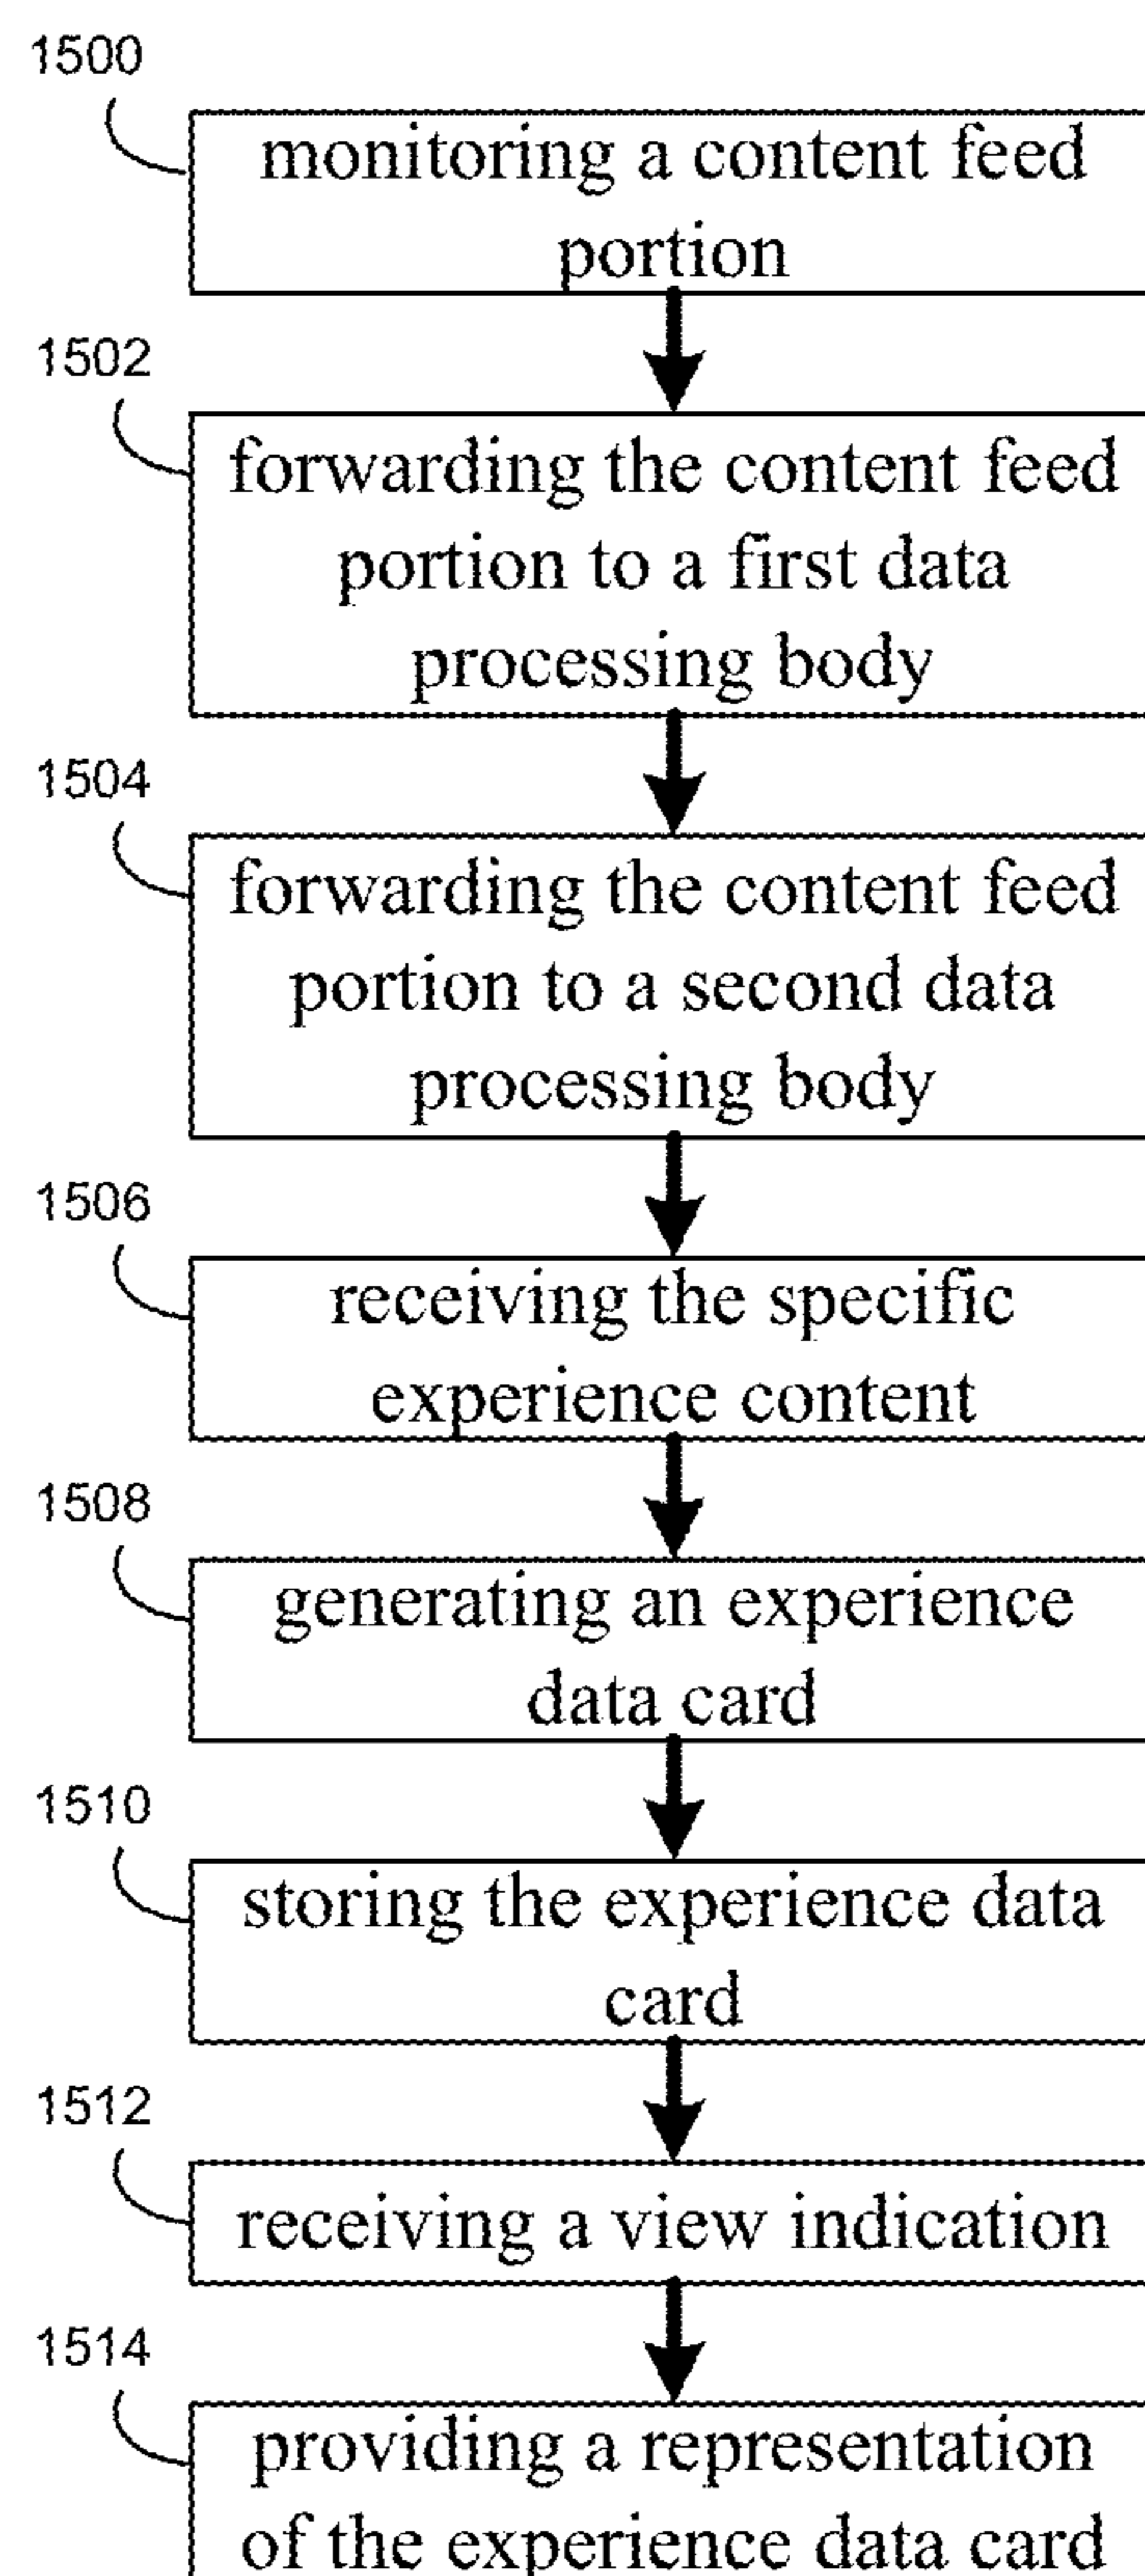 1500
monitoring a content feed
portion
1502
forwarding the content feed
portion to a first data
processing body
1504
forwarding the content feed
portion to a second data
processing body
1506
receiving the specific
experience content
1508
generating an experience
data card
1510
storing the experience data
card
1512
receiving a view indication
1514
providing a representation
of the experience data card